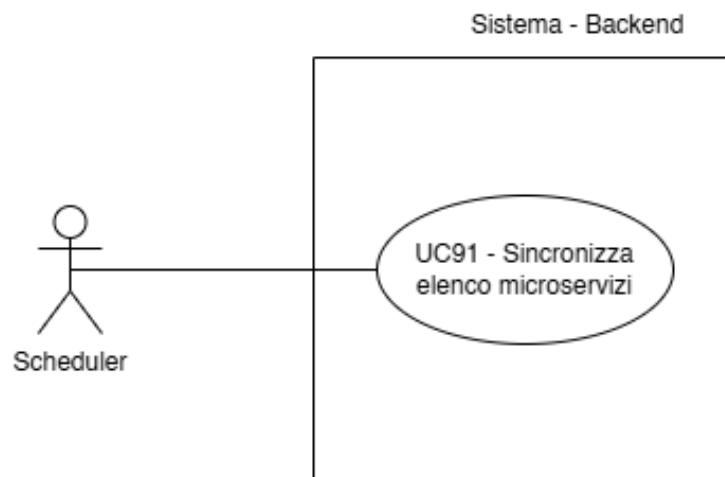 Sistema - Backend
UC91 - Sincronizza
elenco microservizi
Scheduler